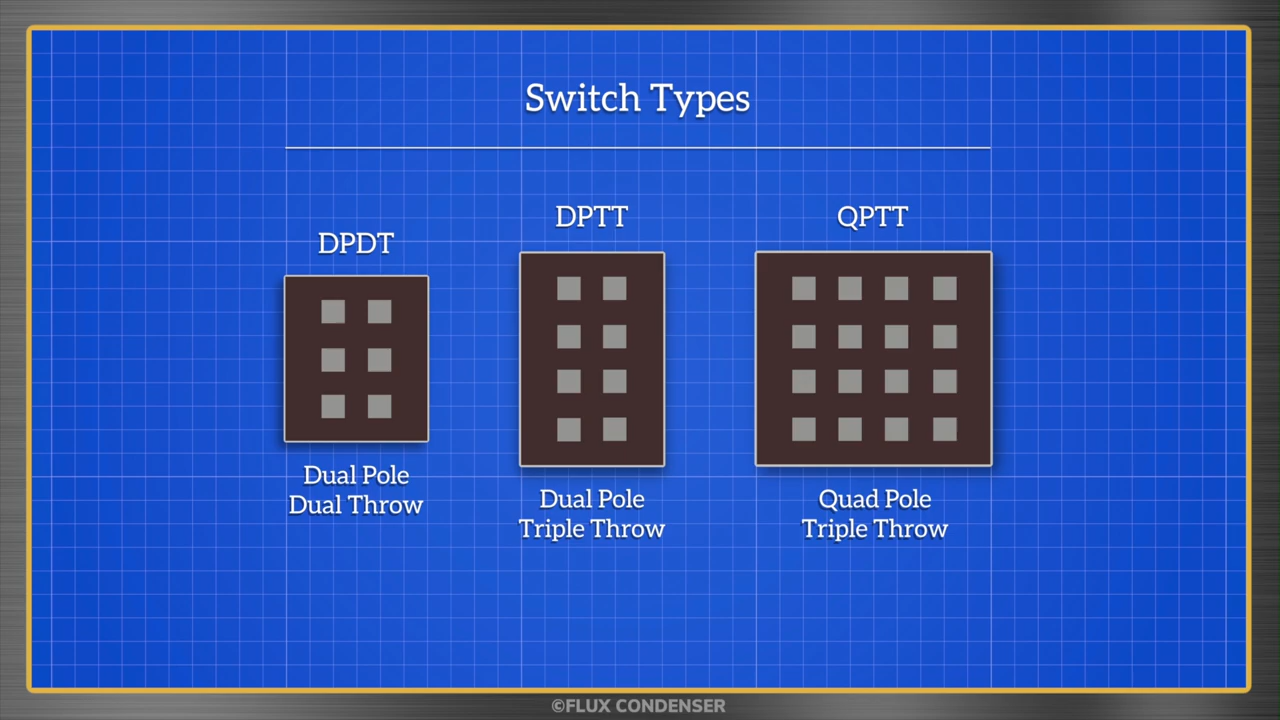 Switch Types
DPDT
DPTT
QPTT
Dual Pole
Dual Throw
Dual Pole
Triple Throw
Quad Pole
Triple Throw
©FLUX CONDENSER